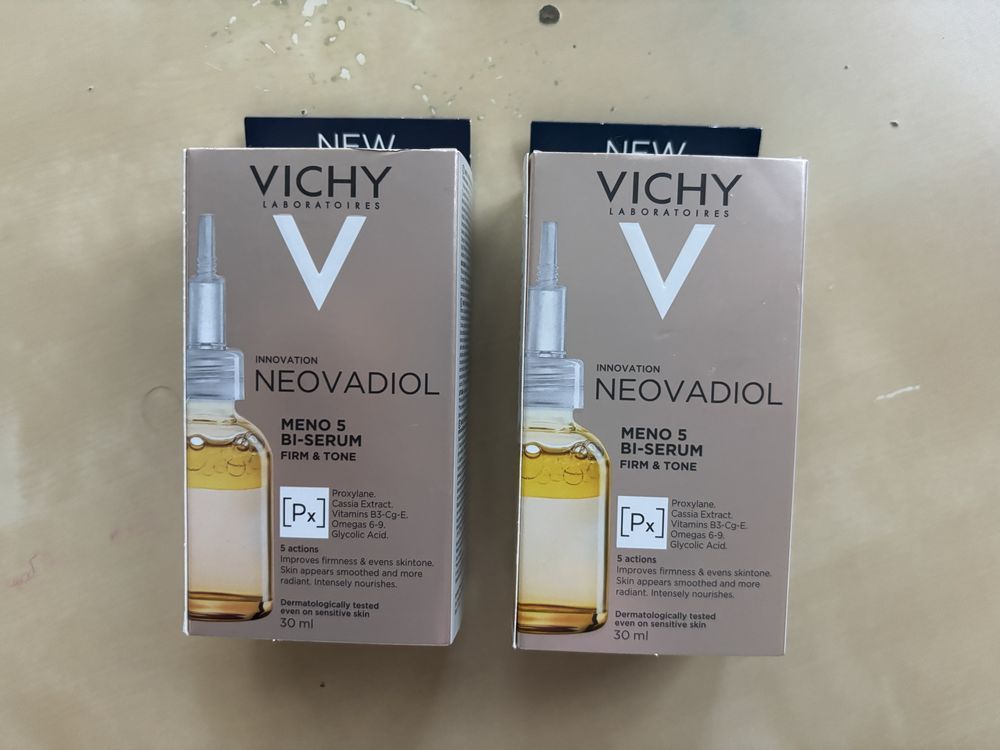 NEW
VICHY
LABORATOIRES
V
INNOVATION
NEOVADIOL
MENO 5
BI-SERUM
FIRM & TONE
[Px]
Proxylane.
Cassia Extract.
Vitamins B3-Cg-E.
Omegas 6-9.
Glycolic Acid.
5 actions
Improves firmness & evens skintone.
Skin appears smoothed and more
radiant. Intensely nourishes.
Dermatologically tested
even on sensitive skin
30 ml
NEW
VICHY
LABORATOIRES
V
INNOVATION
NEOVADIOL
MENO 5
BI-SERUM
FIRM & TONE
[Px]
Proxylane.
Cassia Extract.
Vitamins B3-Cg-E.
Omegas 6-9.
Glycolic Acid.
5 actions
Improves firmness & evens skintone.
Skin appears smoothed and more
radiant. Intensely nourishes.
Dermatologically tested
even on sensitive skin
30 ml